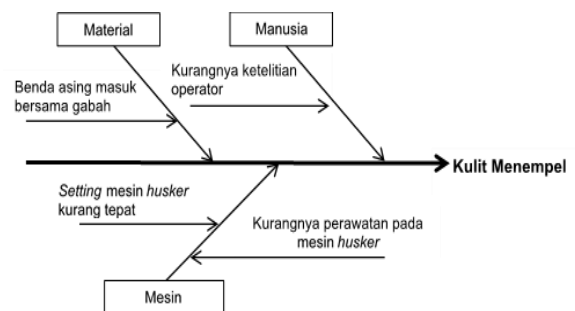 Material
Manusia
Benda asing masuk
bersama gabah
Kurangnya ketelitian
operator
Kulit Menempel
Setting mesin husker
kurang tepat
Kurangnya perawatan pada
mesin husker
Mesin